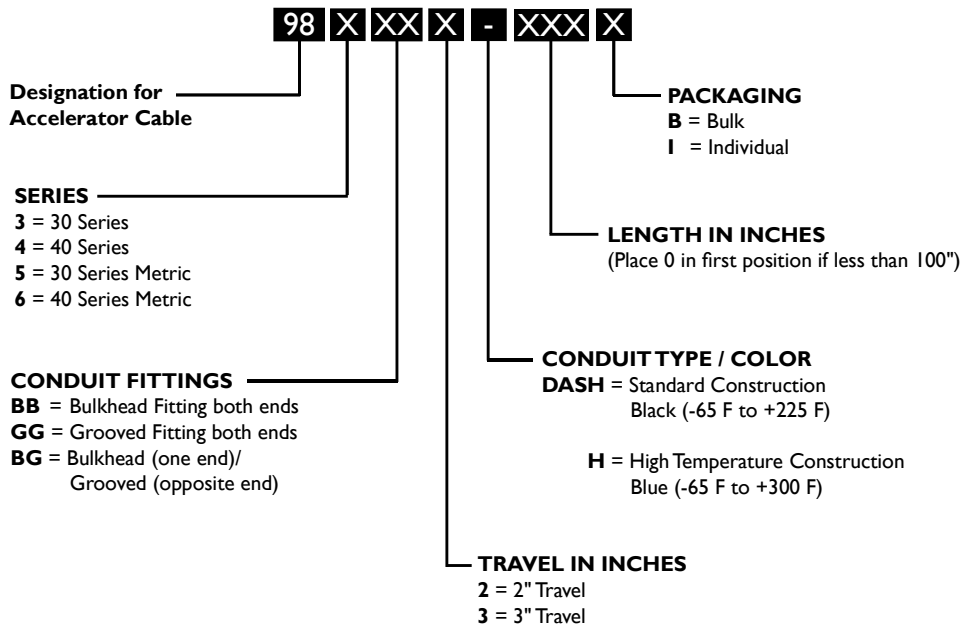 98 X XX X - XXX X
Designation for
Accelerator Cable
PACKAGING
B = Bulk
I = Individual
SERIES
3 = 30 Series
4 = 40 Series
5 = 30 Series Metric
6 = 40 Series Metric
LENGTH IN INCHES
(Place 0 in first position if less than 100")
CONDUIT FITTINGS
BB = Bulkhead Fitting both ends
GG = Grooved Fitting both ends
BG = Bulkhead (one end)/
Grooved (opposite end)
CONDUIT TYPE / COLOR
DASH = Standard Construction
Black (-65 F to +225 F)
H = High Temperature Construction
Blue (-65 F to +300 F)
TRAVEL IN INCHES
2 = 2" Travel
3 = 3" Travel